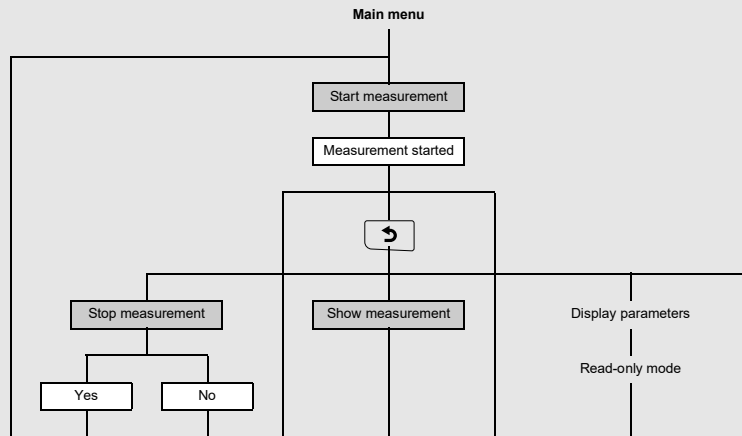 Main menu
Start measurement
Measurement started
Stop measurement
Show measurement
Display parameters
Read-only mode
Yes
No